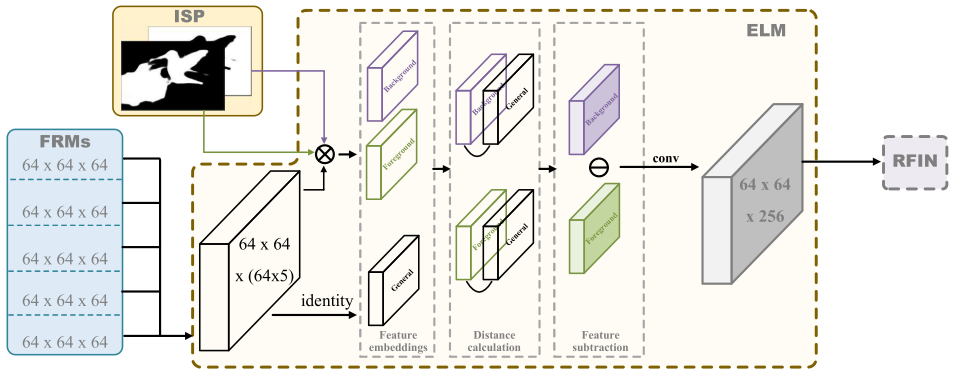 ISP
ELM
FRMs
64 x 64 x 64
64 x 64 x 64
64 x 64 x 64
64 x 64 x 64
64 x 64 x 64
64 x 64
x (64x5)
identity
Background
Foreground
General
Feature
embeddings
Background
General
Foreground
General
Distance
calculation
Background
Foreground
Feature
subtraction
conv
64 x 64
x 256
RFIN